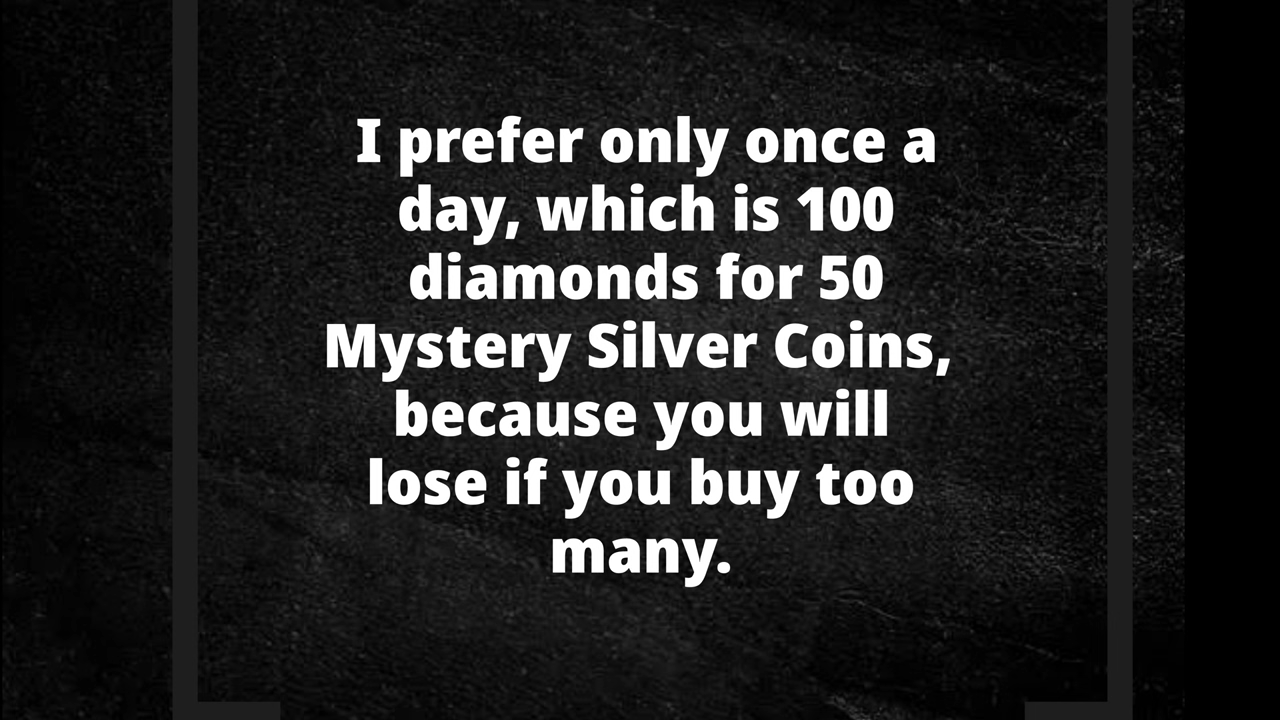 I prefer only once a
day, which is 100
diamonds for 50
Mystery Silver Coins,
because you will
lose if you buy too
many.